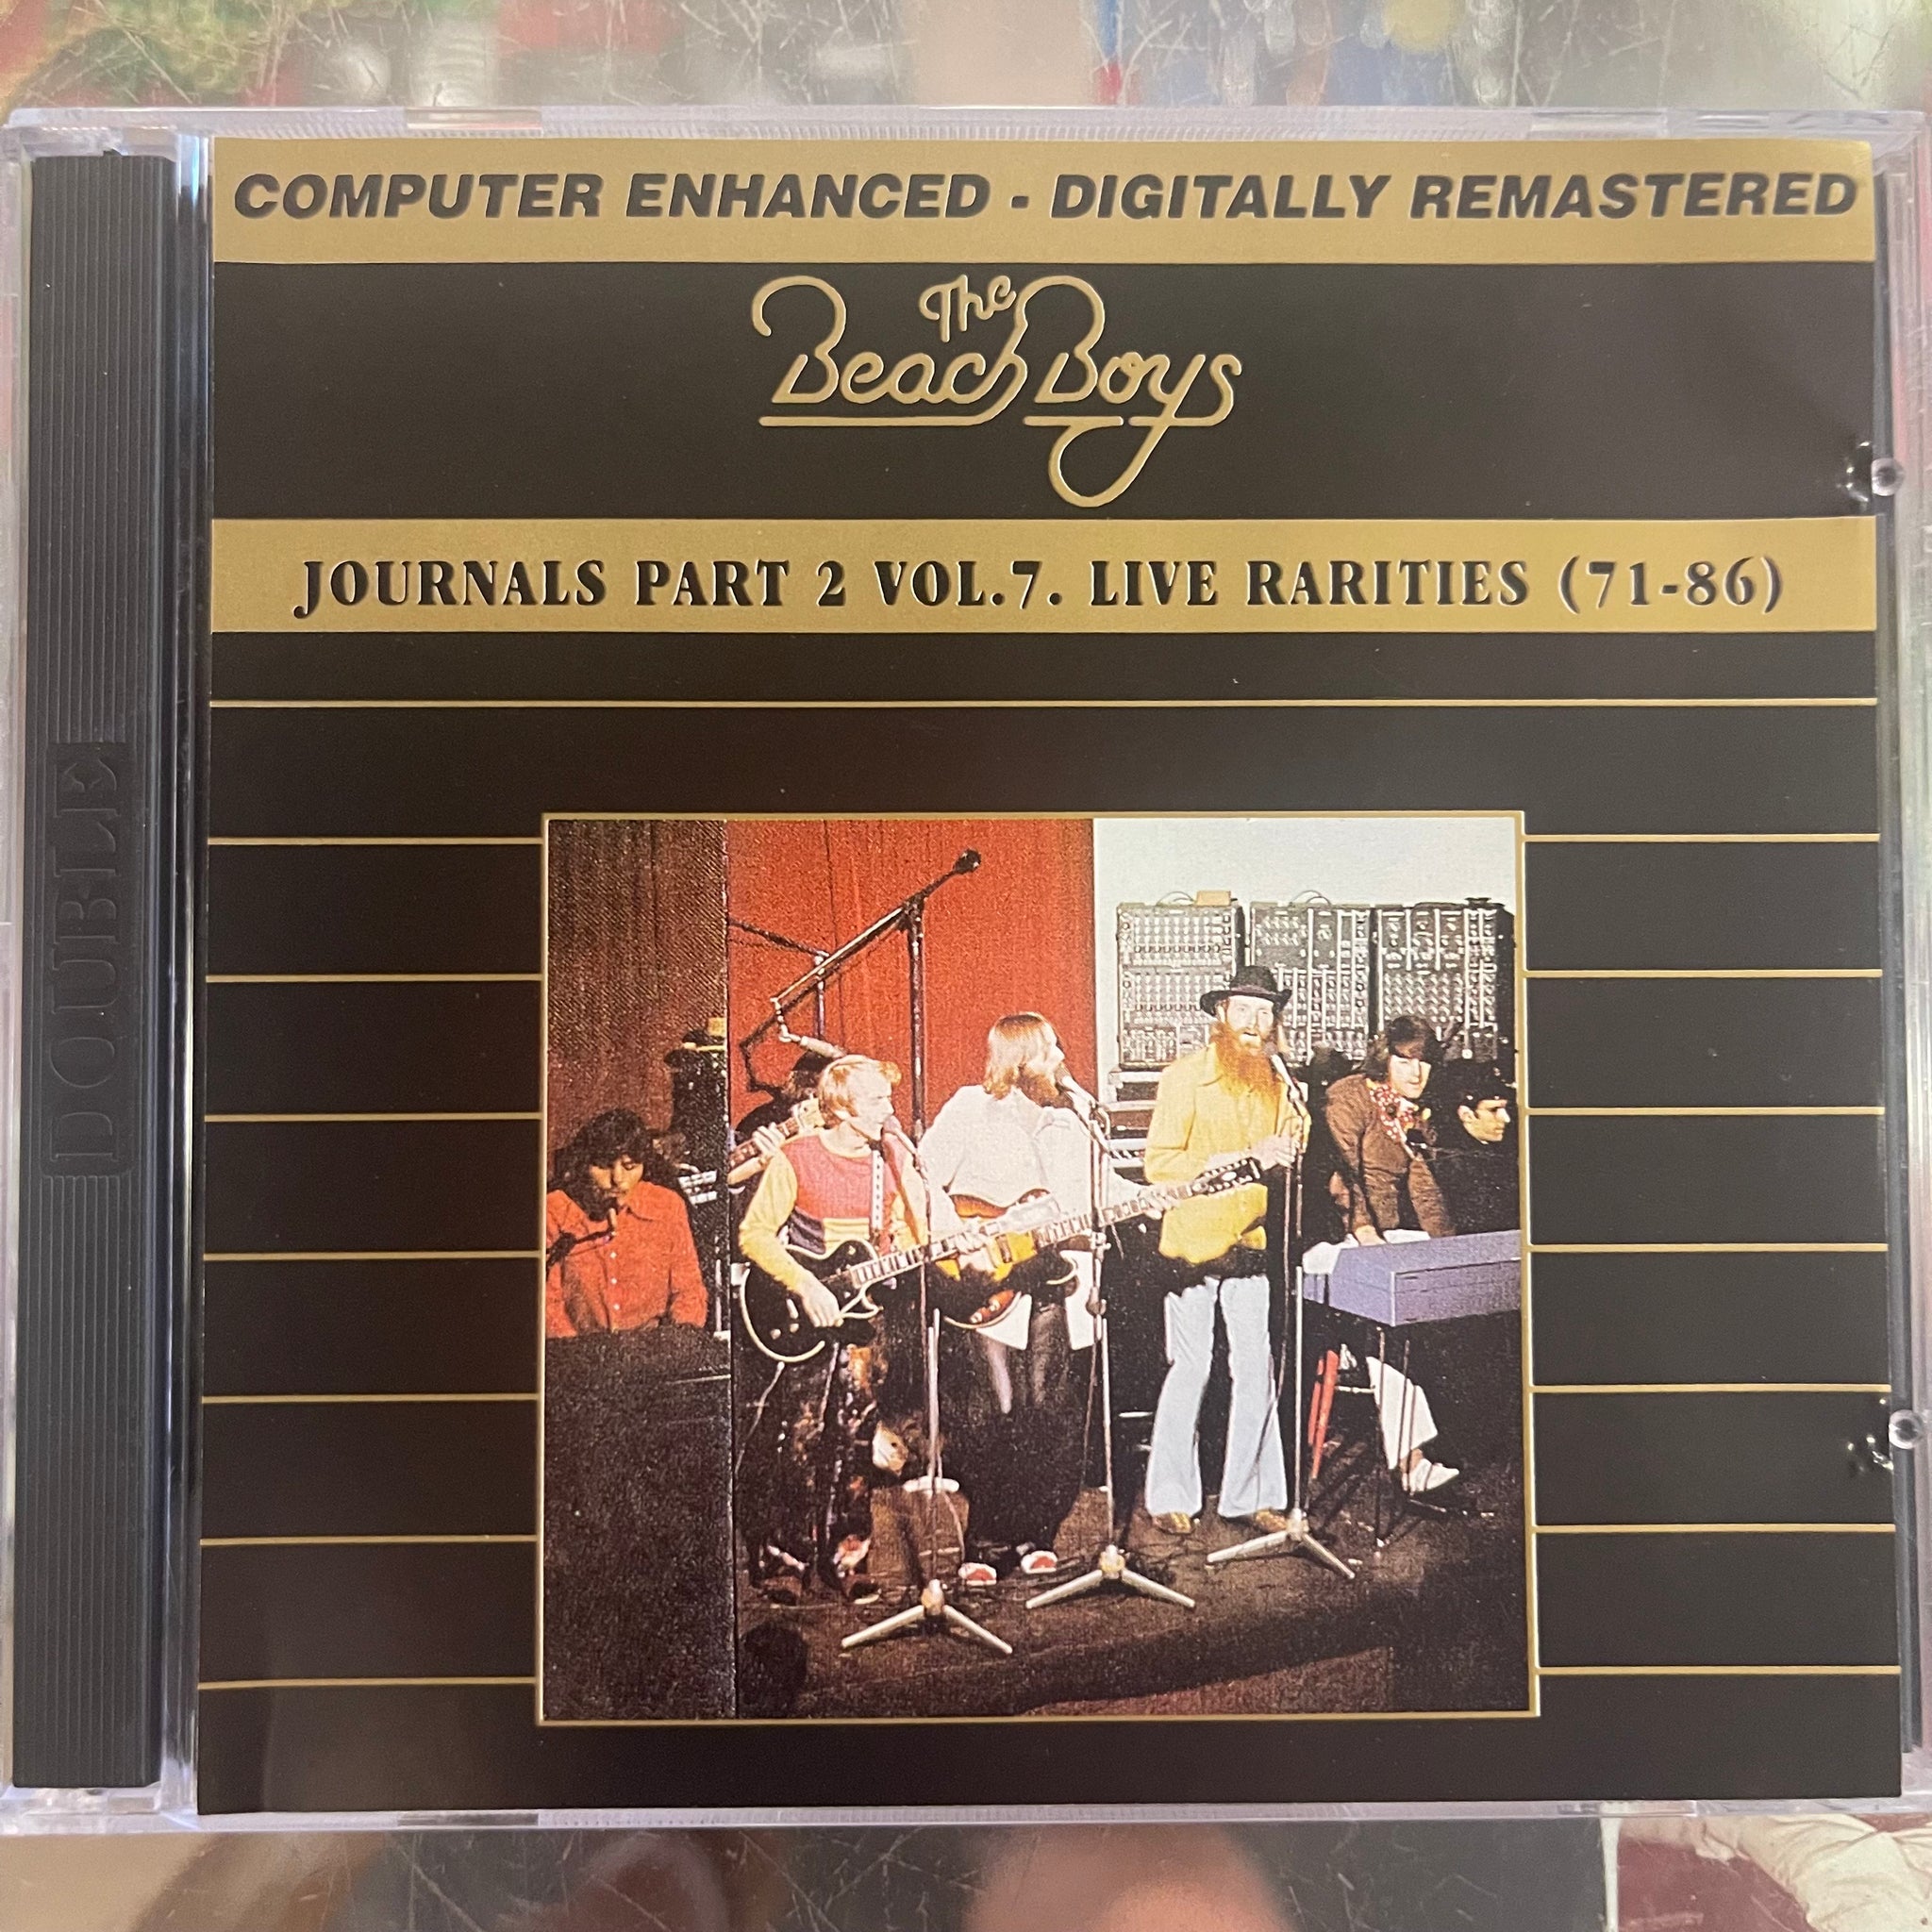 COMPUTER ENHANCED - DIGITALLY REMASTERED
The
Beach Boys
JOURNALS PART 2 VOL.7. LIVE RARITIES (71-86)
DOUBLE